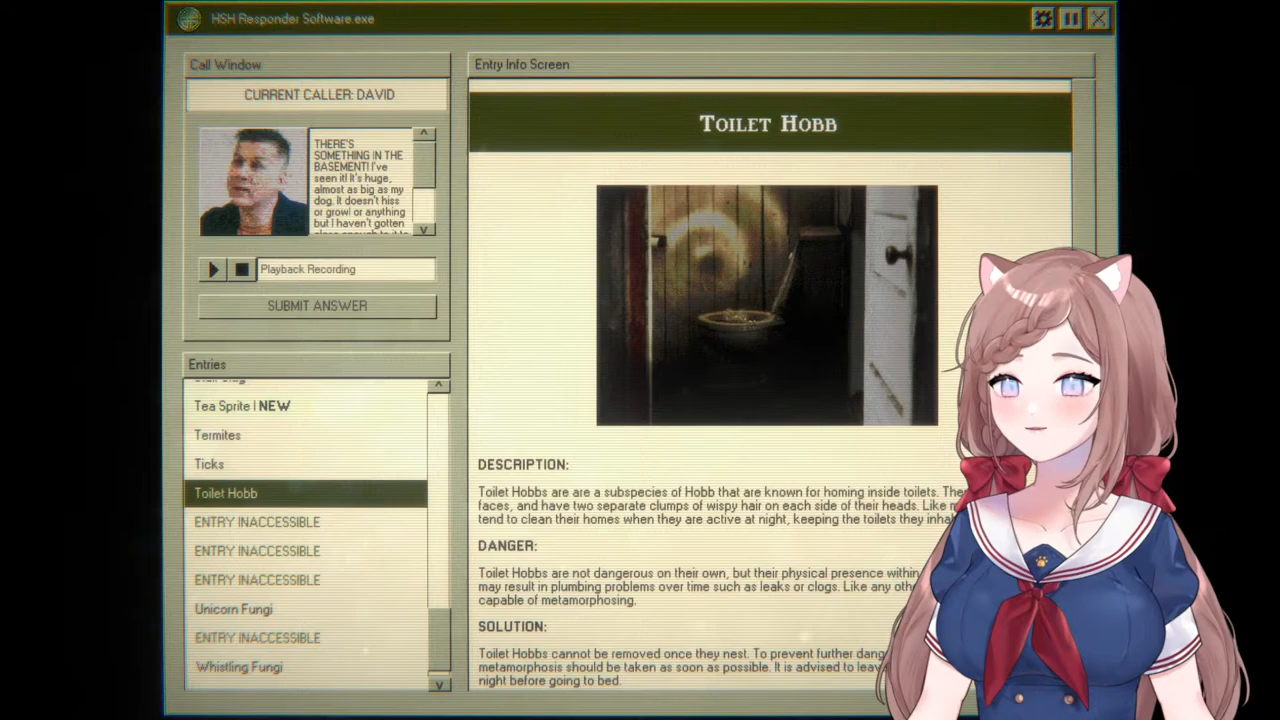 HSH Responder Software.exe
Call Window
CURRENT CALLER: DAVID
THERE'S
SOMETHING IN THE
BASEMENT! I've
seen it! It's huge,
almost as big as my
dog. It doesn't hiss
or growl or anything
but I haven't gotten
Playback Recording
SUBMIT ANSWER
Entries
Tea Sprite | NEW
Termites
Ticks
Toilet Hobb
ENTRY INACCESSIBLE
ENTRY INACCESSIBLE
ENTRY INACCESSIBLE
Unicorn Fungi
ENTRY INACCESSIBLE
Whistling Fungi
Entry Info Screen
Toilet Hobb
DESCRIPTION:
Toilet Hobbs are are a subspecies of Hobb that are known for homing inside toilets.
faces, and have two separate clumps of wispy hair on each side of their heads. Like
tend to clean their homes when they are active at night, keeping the toilets they
DANGER:
Toilet Hobbs are not dangerous on their own, but their physical presence within
may result in plumbing problems over time such as leaks or clogs. Like any
capable of metamorphosing.
SOLUTION:
Toilet Hobbs cannot be removed once they nest. To prevent further
metamorphosis should be taken as soon as possible. It is advised to
night before going to bed.